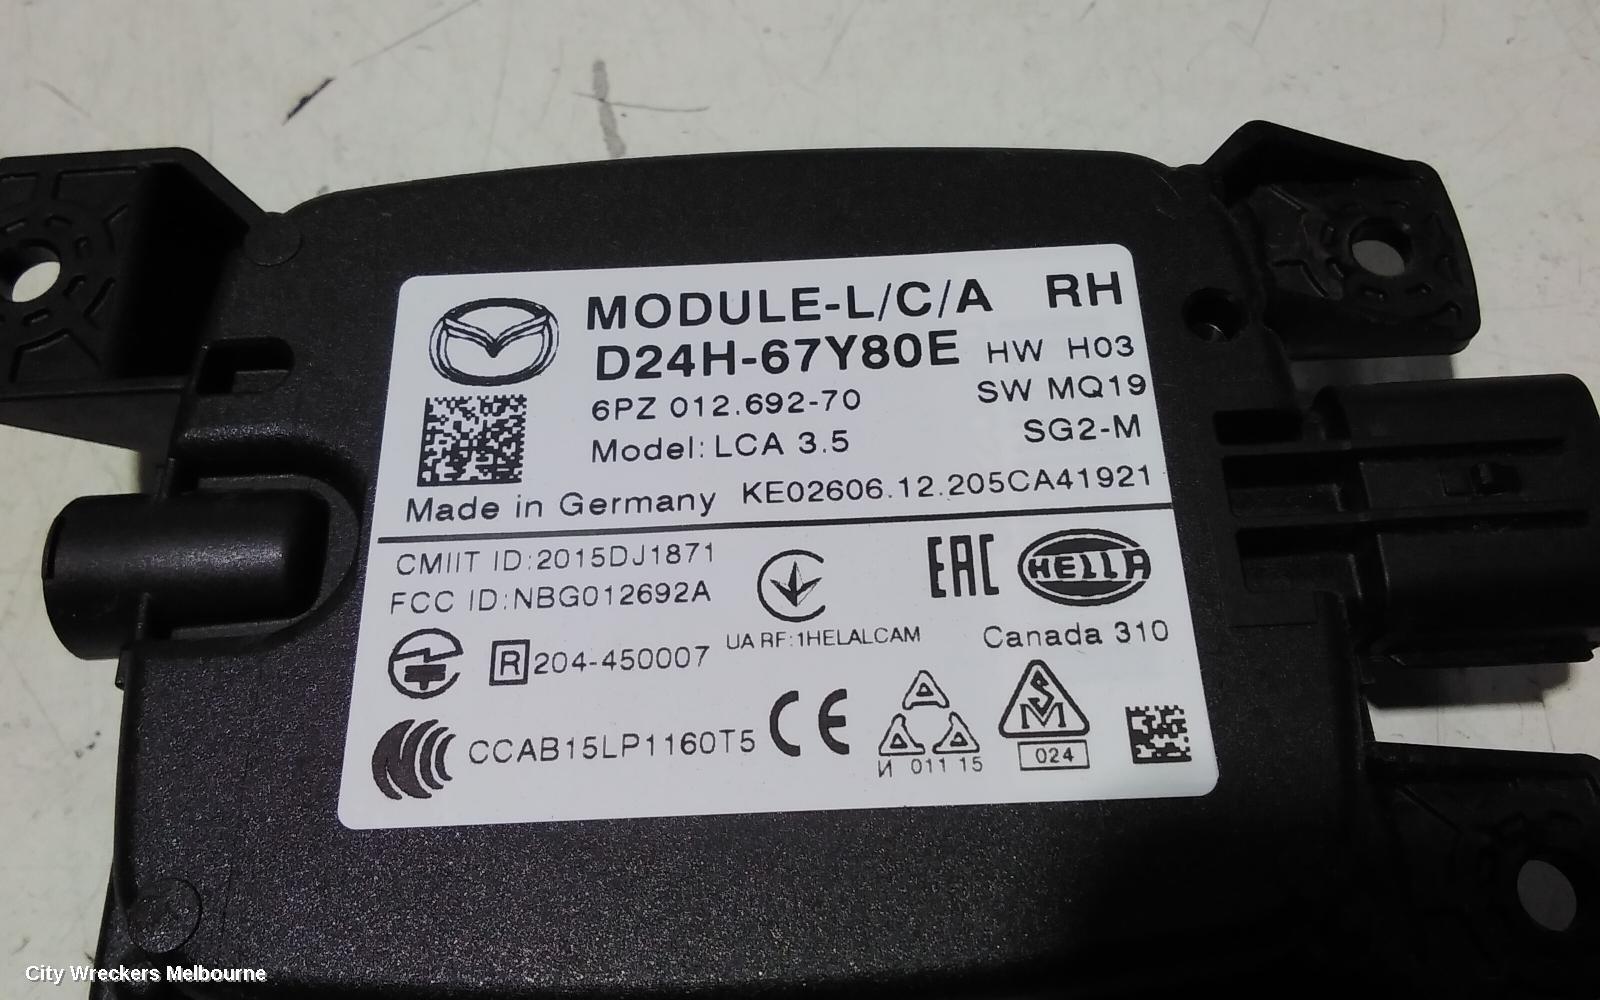 MODULE-L/C/A RH
D24H-67Y80E HW H03
6PZ 012.692-70 SW MQ19
Model: LCA 3.5 SG2-M
Made in Germany KE02606.12.205CA41921
CMIIT ID:2015DJ1871
FCC ID:NBG012692A
EAC HELLA
UA RF:1HELALCAM
Canada 310
R 204-450007
CCAB15LP1160T5 CE
И 011 15
SM
024
City Wreckers Melbourne